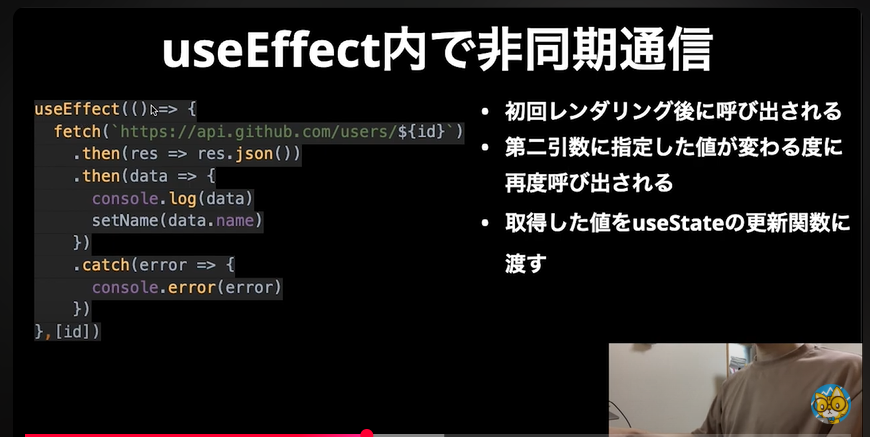 useEffect内で非同期通信
useEffect(() => {
  fetch(`https://api.github.com/users/${id}`)
    .then(res => res.json())
    .then(data => {
      console.log(data)
      setName(data.name)
    })
    .catch(error => {
      console.error(error)
    })
},[id])
• 初回レンダリング後に呼び出される
• 第二引数に指定した値が変わる度に
再度呼び出される
• 取得した値をuseStateの更新関数に
渡す